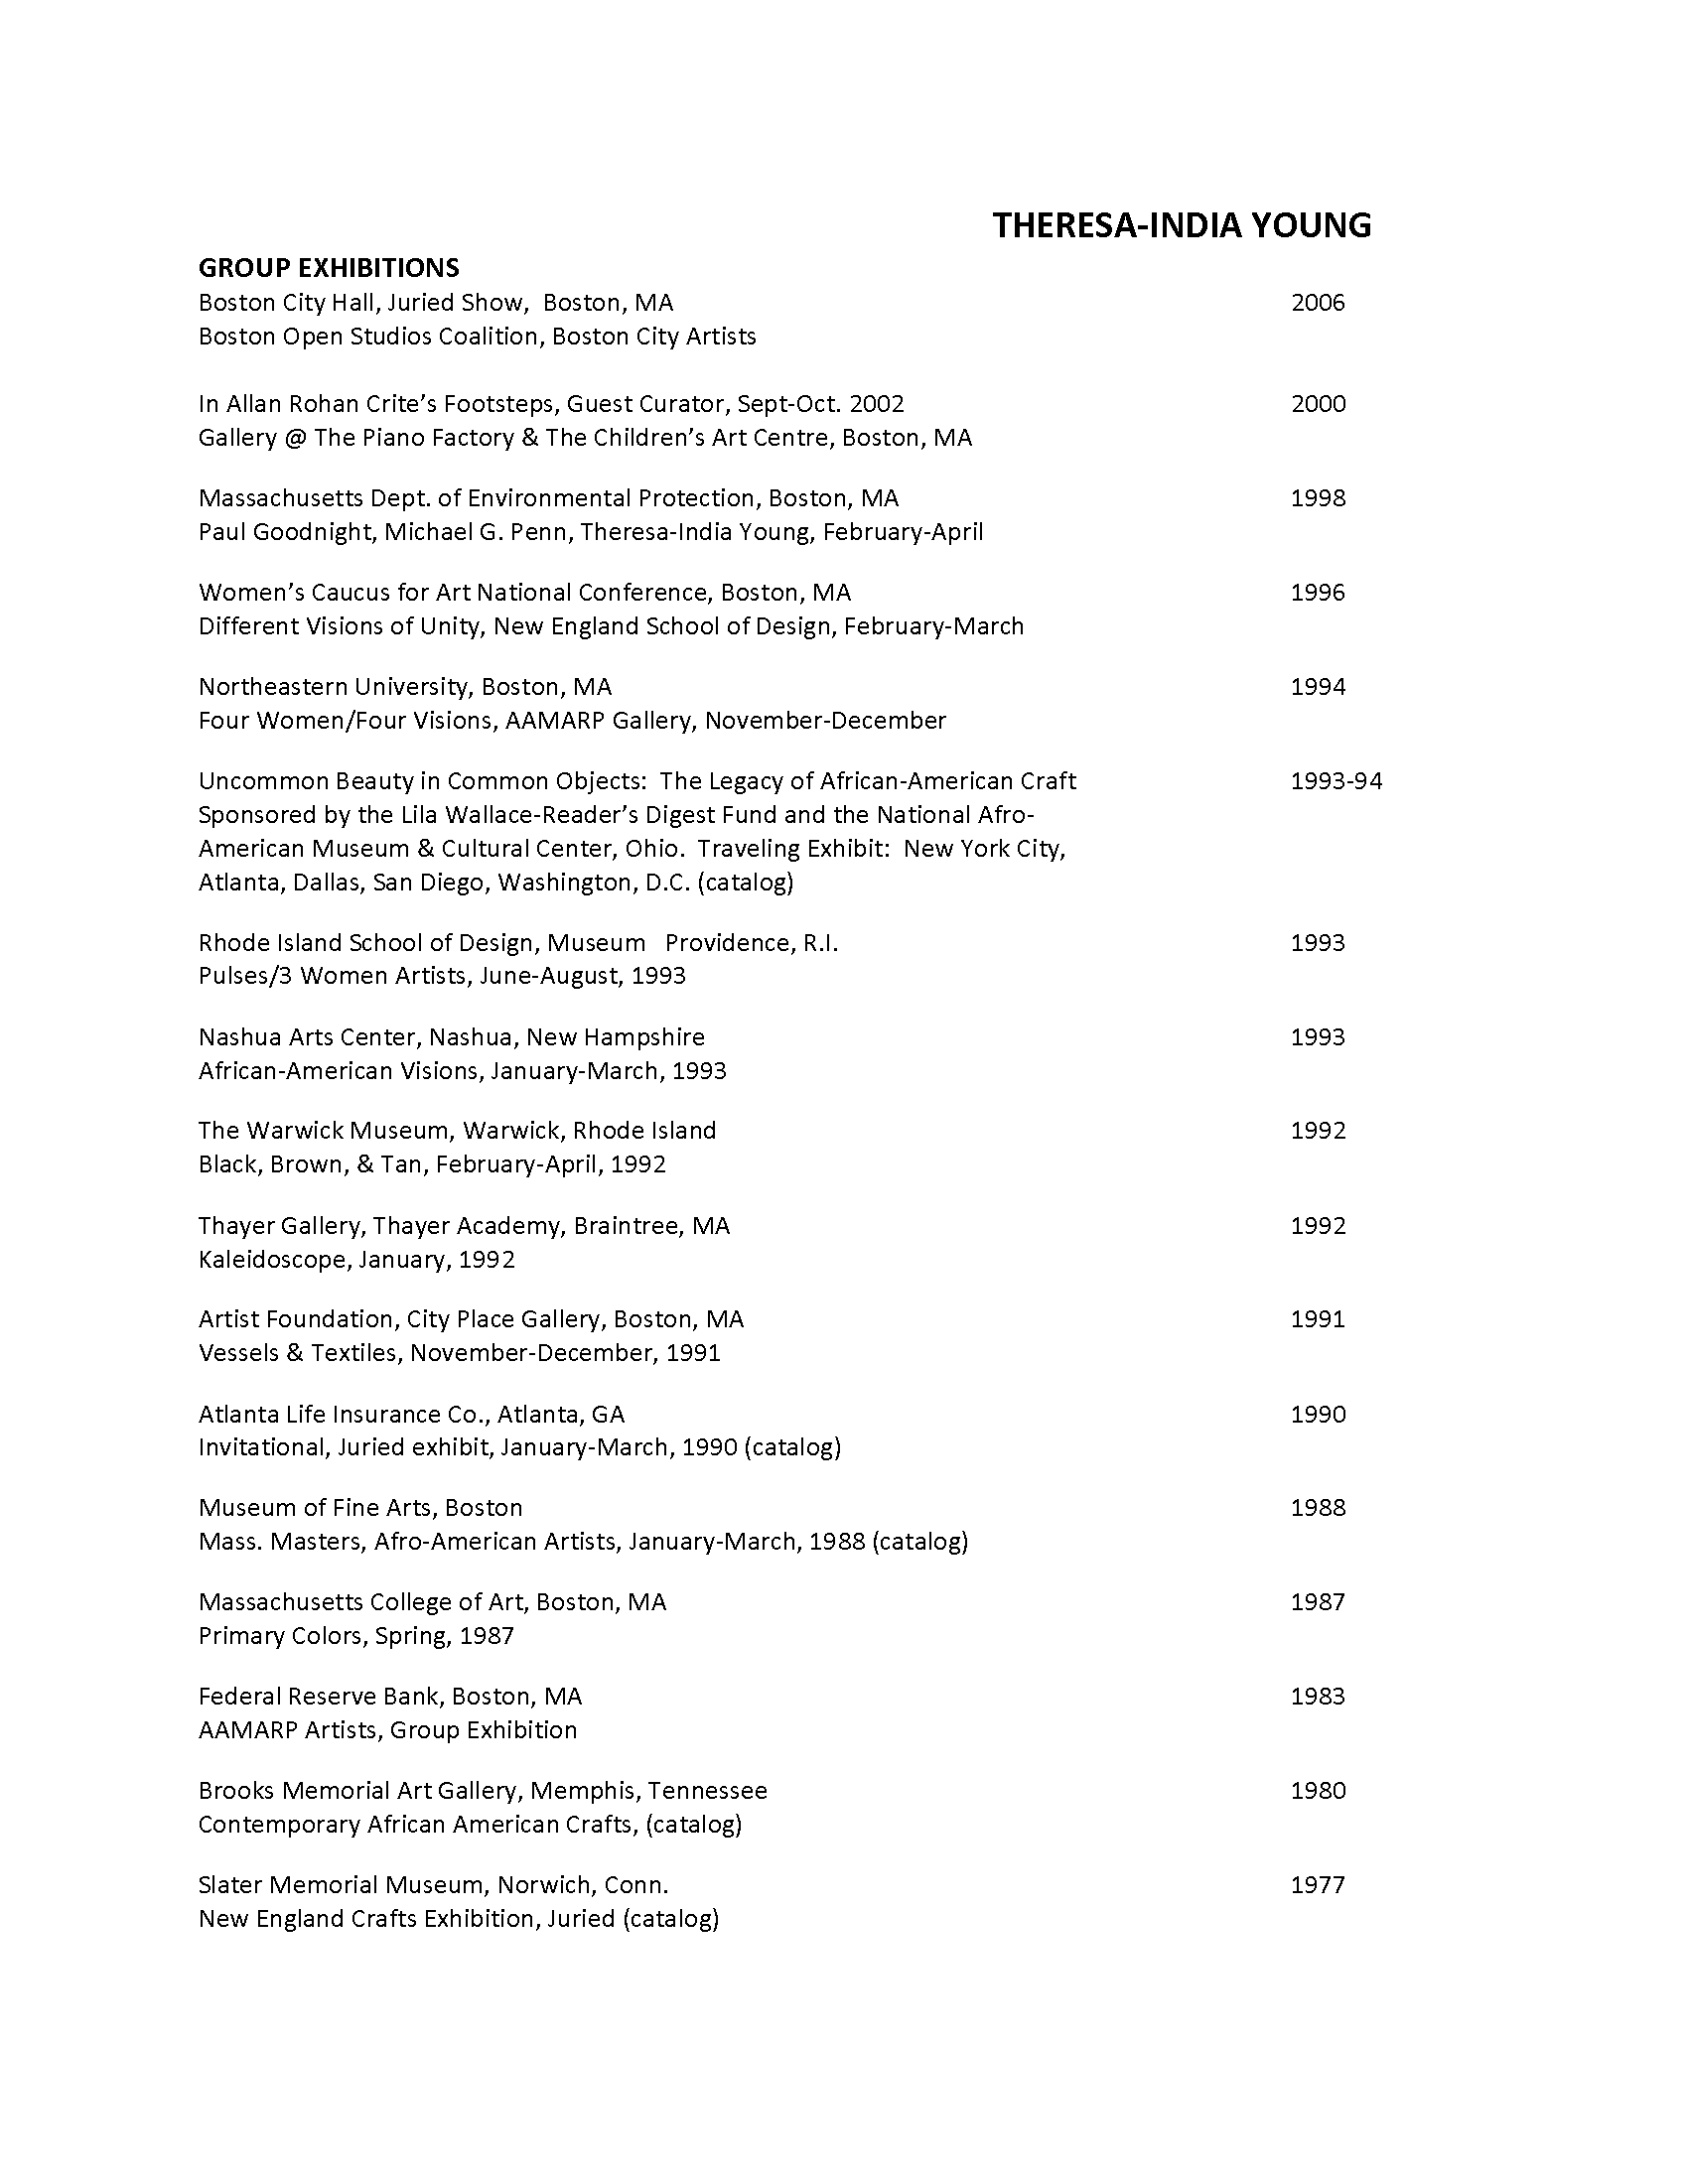 THERESA-INDIA YOUNG
GROUP EXHIBITIONS
Boston City Hall, Juried Show,  Boston, MA 2006
Boston Open Studios Coalition, Boston City Artists
In Allan Rohan Crite’s Footsteps, Guest Curator, Sept-Oct. 2002 2000
Gallery @ The Piano Factory & The Children’s Art Centre, Boston, MA
Massachusetts Dept. of Environmental Protection, Boston, MA 1998
Paul Goodnight, Michael G. Penn, Theresa-India Young, February-April
Women’s Caucus for Art National Conference, Boston, MA 1996
Different Visions of Unity, New England School of Design, February-March
Northeastern University, Boston, MA 1994
Four Women/Four Visions, AAMARP Gallery, November-December
Uncommon Beauty in Common Objects:  The Legacy of African-American Craft 1993-94
Sponsored by the Lila Wallace-Reader’s Digest Fund and the National Afro-
American Museum & Cultural Center, Ohio.  Traveling Exhibit:  New York City,
Atlanta, Dallas, San Diego, Washington, D.C. (catalog)
Rhode Island School of Design, Museum   Providence, R.I. 1993
Pulses/3 Women Artists, June-August, 1993
Nashua Arts Center, Nashua, New Hampshire 1993
African-American Visions, January-March, 1993
The Warwick Museum, Warwick, Rhode Island 1992
Black, Brown, & Tan, February-April, 1992
Thayer Gallery, Thayer Academy, Braintree, MA 1992
Kaleidoscope, January, 1992
Artist Foundation, City Place Gallery, Boston, MA 1991
Vessels & Textiles, November-December, 1991
Atlanta Life Insurance Co., Atlanta, GA 1990
Invitational, Juried exhibit, January-March, 1990 (catalog)
Museum of Fine Arts, Boston 1988
Mass. Masters, Afro-American Artists, January-March, 1988 (catalog)
Massachusetts College of Art, Boston, MA 1987
Primary Colors, Spring, 1987
Federal Reserve Bank, Boston, MA 1983
AAMARP Artists, Group Exhibition
Brooks Memorial Art Gallery, Memphis, Tennessee 1980
Contemporary African American Crafts, (catalog)
Slater Memorial Museum, Norwich, Conn. 1977
New England Crafts Exhibition, Juried (catalog)